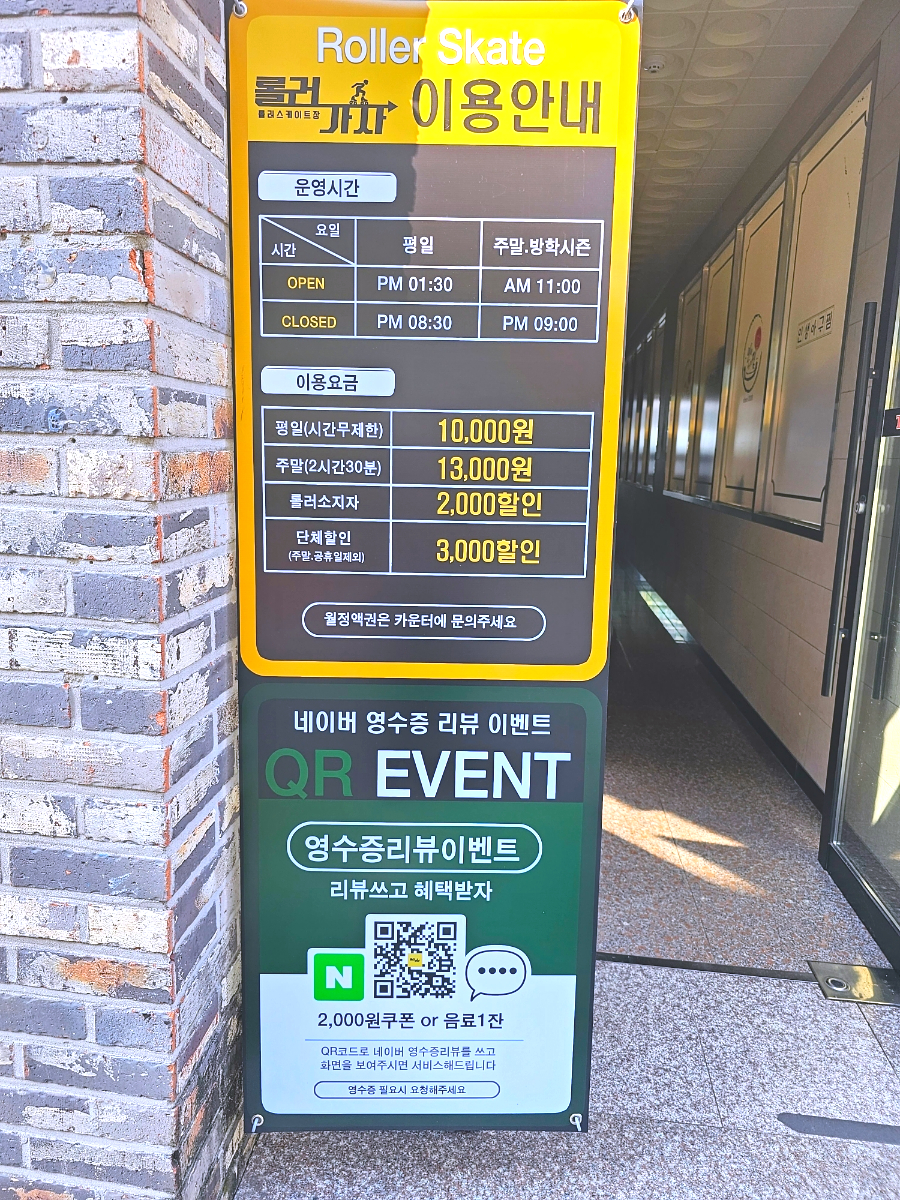 Roller Skate
롤러
롤러스케이트장
가자
이용안내
운영시간
요일
시간
평일
주말.방학시즌
OPEN
PM 01:30
AM 11:00
CLOSED
PM 08:30
PM 09:00
이용요금
평일(시간무제한)
10,000원
주말(2시간30분)
13,000원
롤러소지자
2,000할인
단체할인
(주말.공휴일제외)
3,000할인
월정액권은 카운터에 문의주세요
네이버 영수증 리뷰 이벤트
QR EVENT
영수증리뷰이벤트
리뷰쓰고 혜택받자
N
2,000원쿠폰 or 음료1잔
QR코드로 네이버 영수증리뷰를 쓰고
화면을 보여주시면 서비스해드립니다
영수증 필요시 요청해주세요